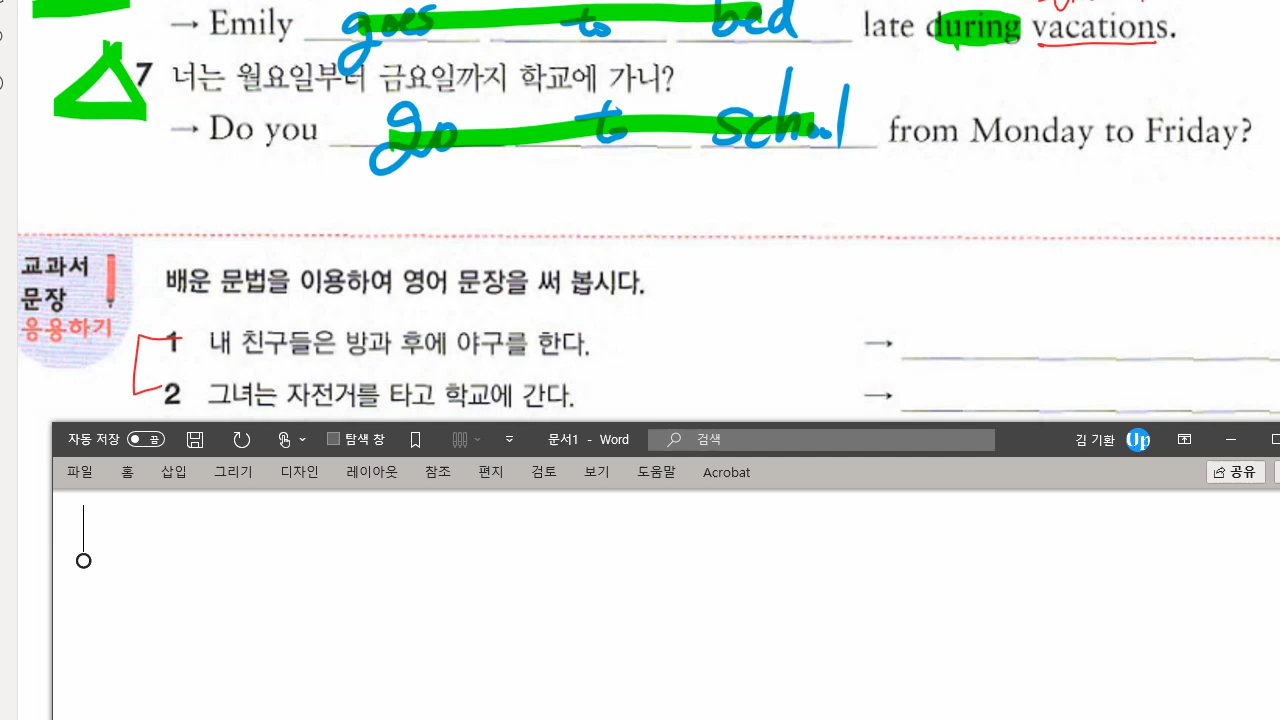 → Emily goes to bed late during vacations.
7 너는 월요일부터 금요일까지 학교에 가니?
→ Do you go to school from Monday to Friday?
교과서
문장
응용하기
배운 문법을 이용하여 영어 문장을 써 봅시다.
1 내 친구들은 방과 후에 야구를 한다. →
2 그녀는 자전거를 타고 학교에 간다. →
자동 저장 끔 탐색 창 문서1 - Word 검색 김 기환 Up
파일 홈 삽입 그리기 디자인 레이아웃 참조 편지 검토 보기 도움말 Acrobat 공유